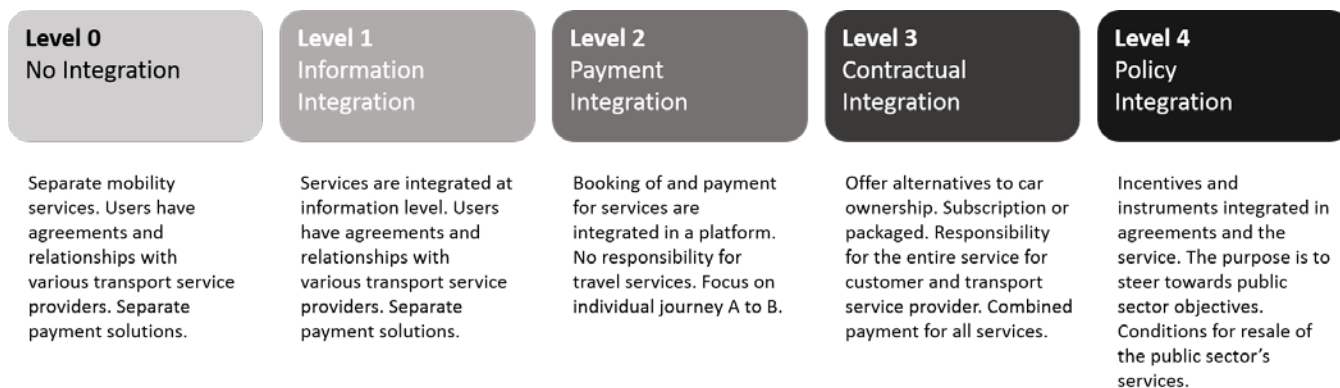 Level 0
No Integration
Level 1
Information
Integration
Level 2
Payment
Integration
Level 3
Contractual
Integration
Level 4
Policy
Integration
Separate mobility
services. Users have
agreements and
relationships with
various transport service
providers. Separate
payment solutions.
Services are integrated at
information level. Users
have agreements and
relationships with
various transport service
providers. Separate
payment solutions.
Booking of and payment
for services are
integrated in a platform.
No responsibility for
travel services. Focus on
individual journey A to B.
Offer alternatives to car
ownership. Subscription or
packaged. Responsibility
for the entire service for
customer and transport
service provider. Combined
payment for all services.
Incentives and
instruments integrated in
agreements and the
service. The purpose is to
steer towards public
sector objectives.
Conditions for resale of
the public sector's
services.